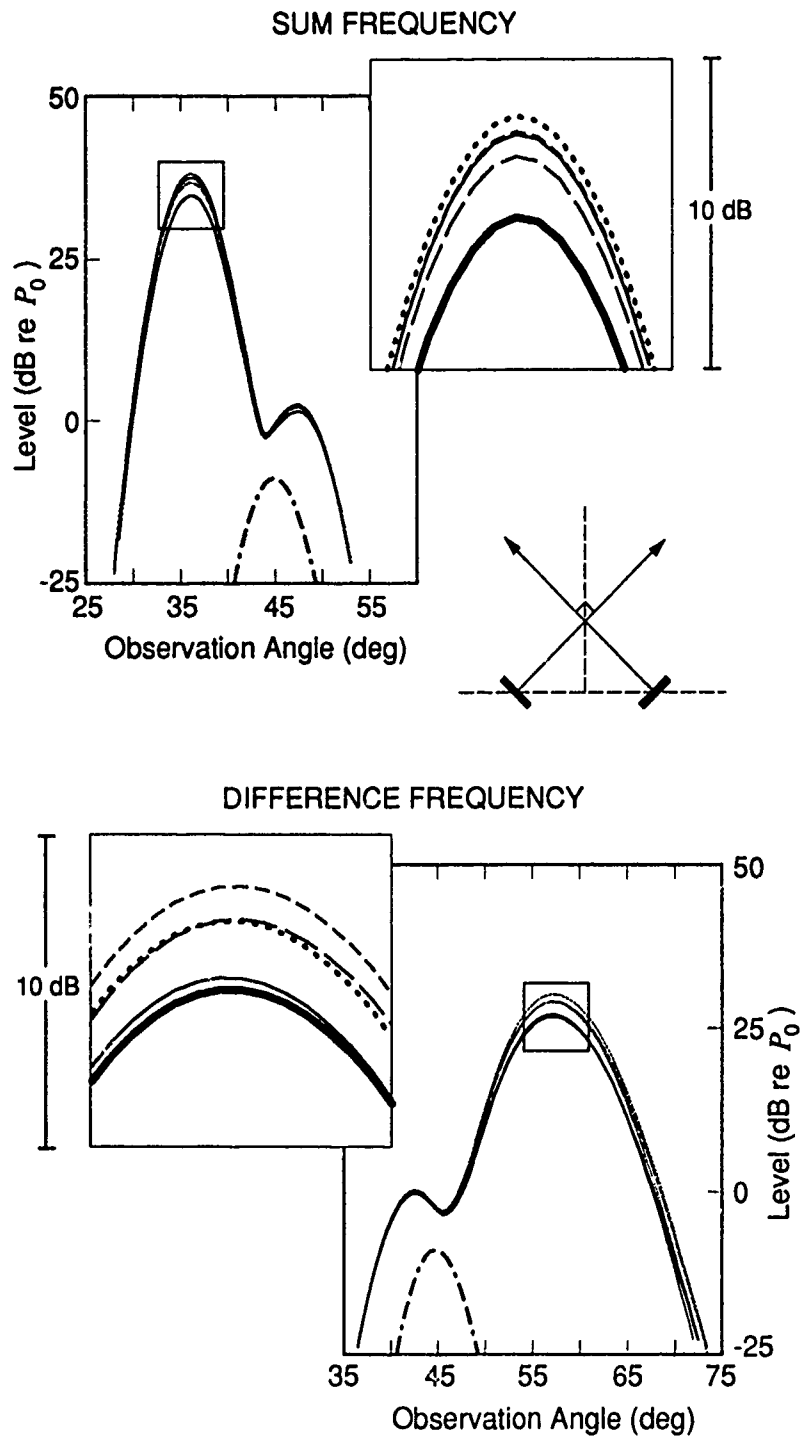 SUM FREQUENCY
50
25
0
-25
Level (dB re P₀)
25 35 45 55
Observation Angle (deg)
10 dB
DIFFERENCE FREQUENCY
10 dB
50
25
0
-25
Level (dB re P₀)
35 45 55 65 75
Observation Angle (deg)